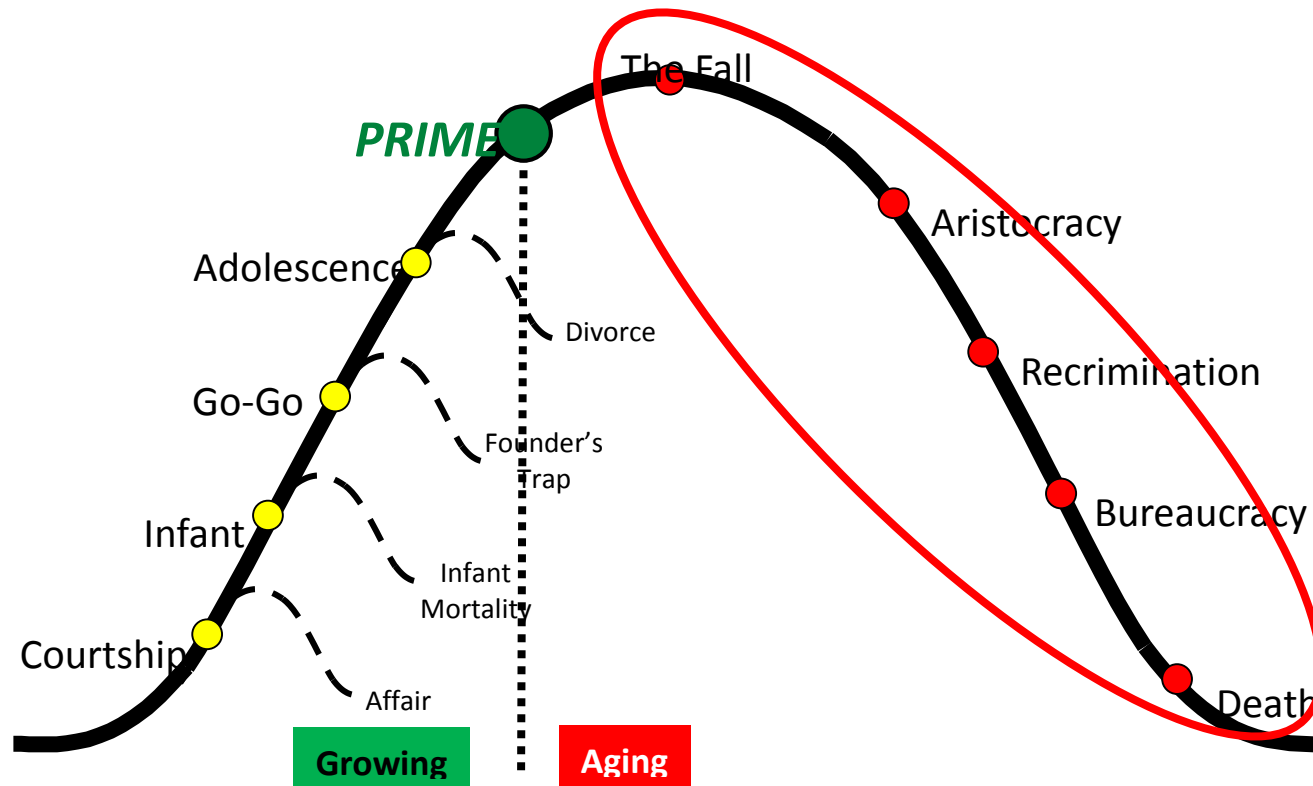 The Fall
PRIME
Aristocracy
Adolescence
Divorce
Recrimination
Go-Go
Founder's
Trap
Bureaucracy
Infant
Infant
Mortality
Courtship
Affair
Death
Growing
Aging